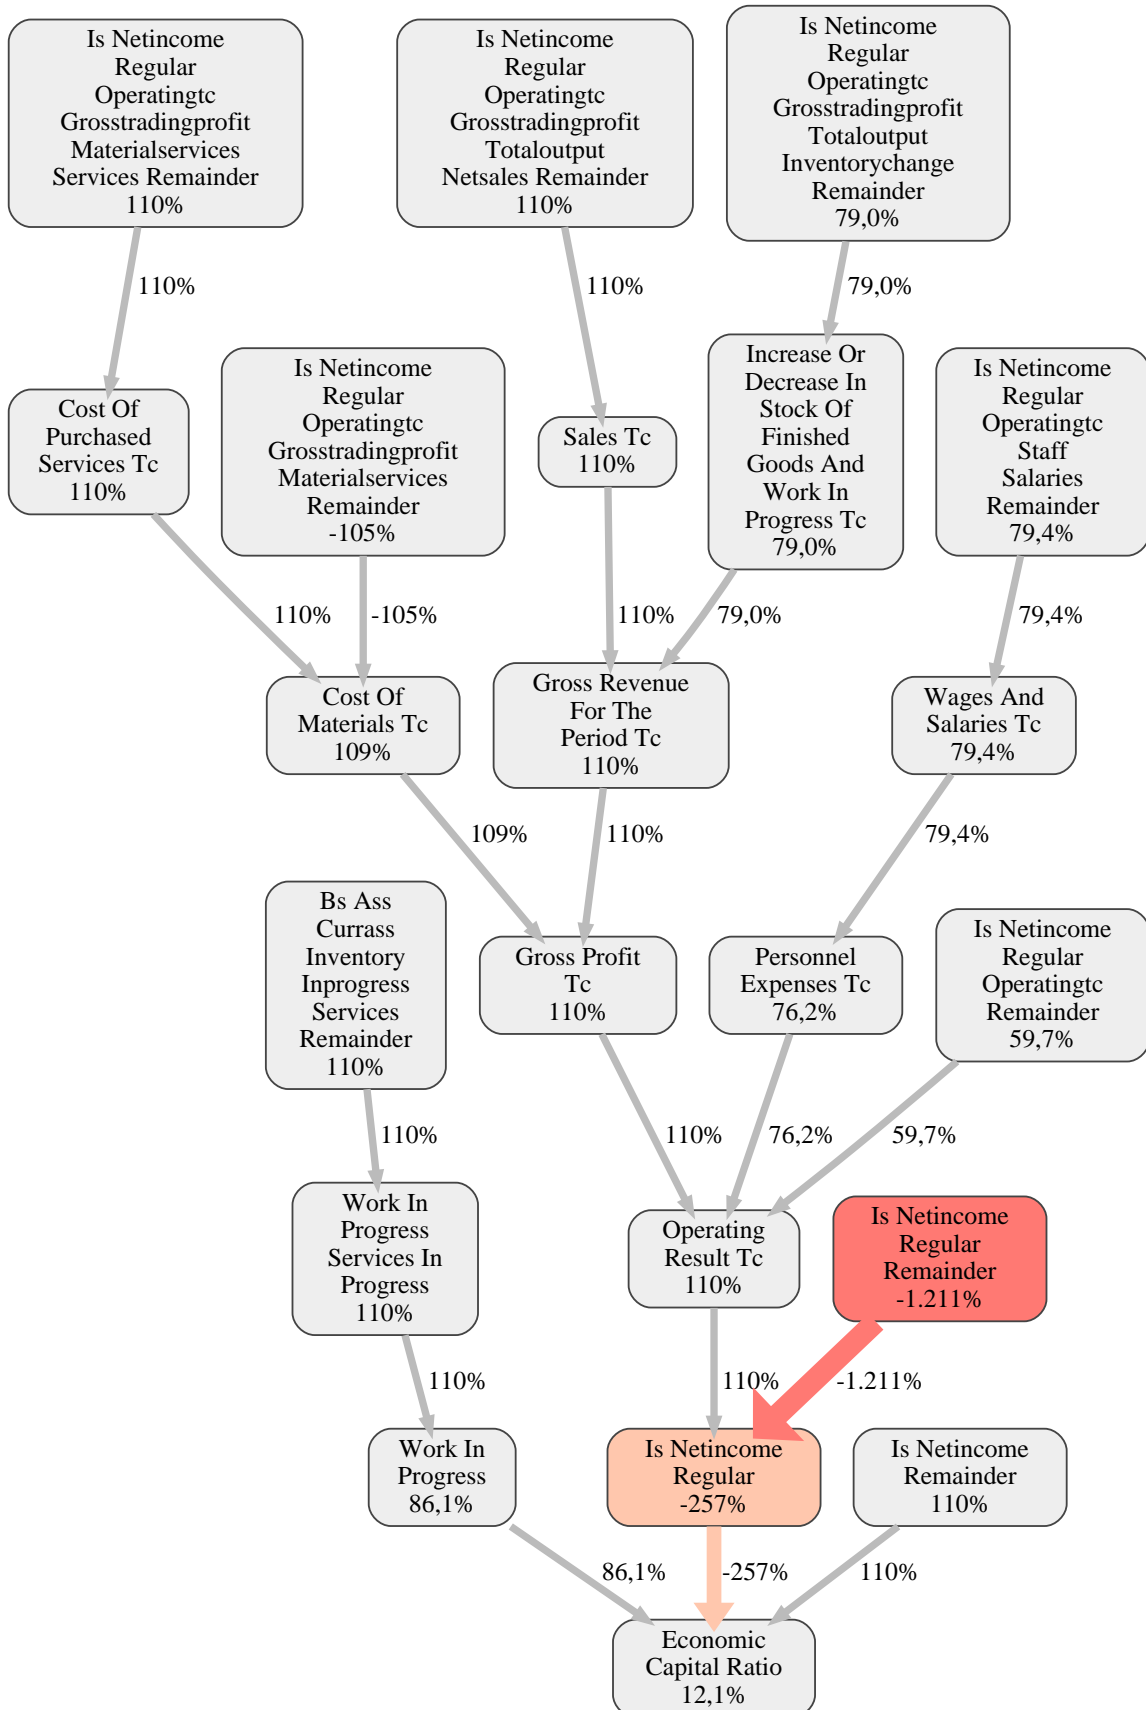 Is Netincome
Regular
Operatingtc
Grosstradingprofit
Materialservices
Services Remainder
110%
Is Netincome
Regular
Operatingtc
Grosstradingprofit
Totaloutput
Netsales Remainder
110%
Is Netincome
Regular
Operatingtc
Grosstradingprofit
Totaloutput
Inventorychange
Remainder
79,0%
110%
110%
79,0%
Cost Of
Purchased
Services Tc
110%
Is Netincome
Regular
Operatingtc
Grosstradingprofit
Materialservices
Remainder
-105%
Sales Tc
110%
Increase Or
Decrease In
Stock Of
Finished
Goods And
Work In
Progress Tc
79,0%
Is Netincome
Regular
Operatingtc
Staff
Salaries
Remainder
79,4%
110%
-105%
110%
79,0%
79,4%
Cost Of
Materials Tc
109%
Gross Revenue
For The
Period Tc
110%
Wages And
Salaries Tc
79,4%
109%
110%
79,4%
Bs Ass
Currass
Inventory
Inprogress
Services
Remainder
110%
Gross Profit
Tc
110%
Personnel
Expenses Tc
76,2%
Is Netincome
Regular
Operatingtc
Remainder
59,7%
110%
110%
76,2%
59,7%
Work In
Progress
Services In
Progress
110%
Operating
Result Tc
110%
Is Netincome
Regular
Remainder
-1.211%
110%
110%
-1.211%
Work In
Progress
86,1%
Is Netincome
Regular
-257%
Is Netincome
Remainder
110%
86,1%
-257%
110%
Economic
Capital Ratio
12,1%